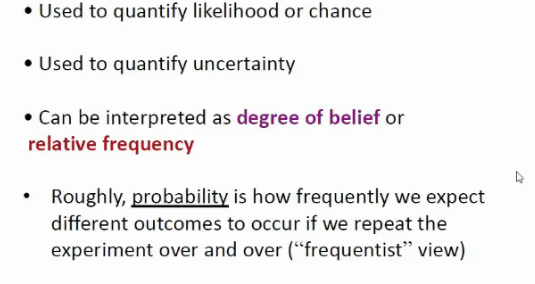 • Used to quantify likelihood or chance
• Used to quantify uncertainty
• Can be interpreted as degree of belief or
relative frequency
• Roughly, probability is how frequently we expect
different outcomes to occur if we repeat the
experiment over and over (“frequentist” view)